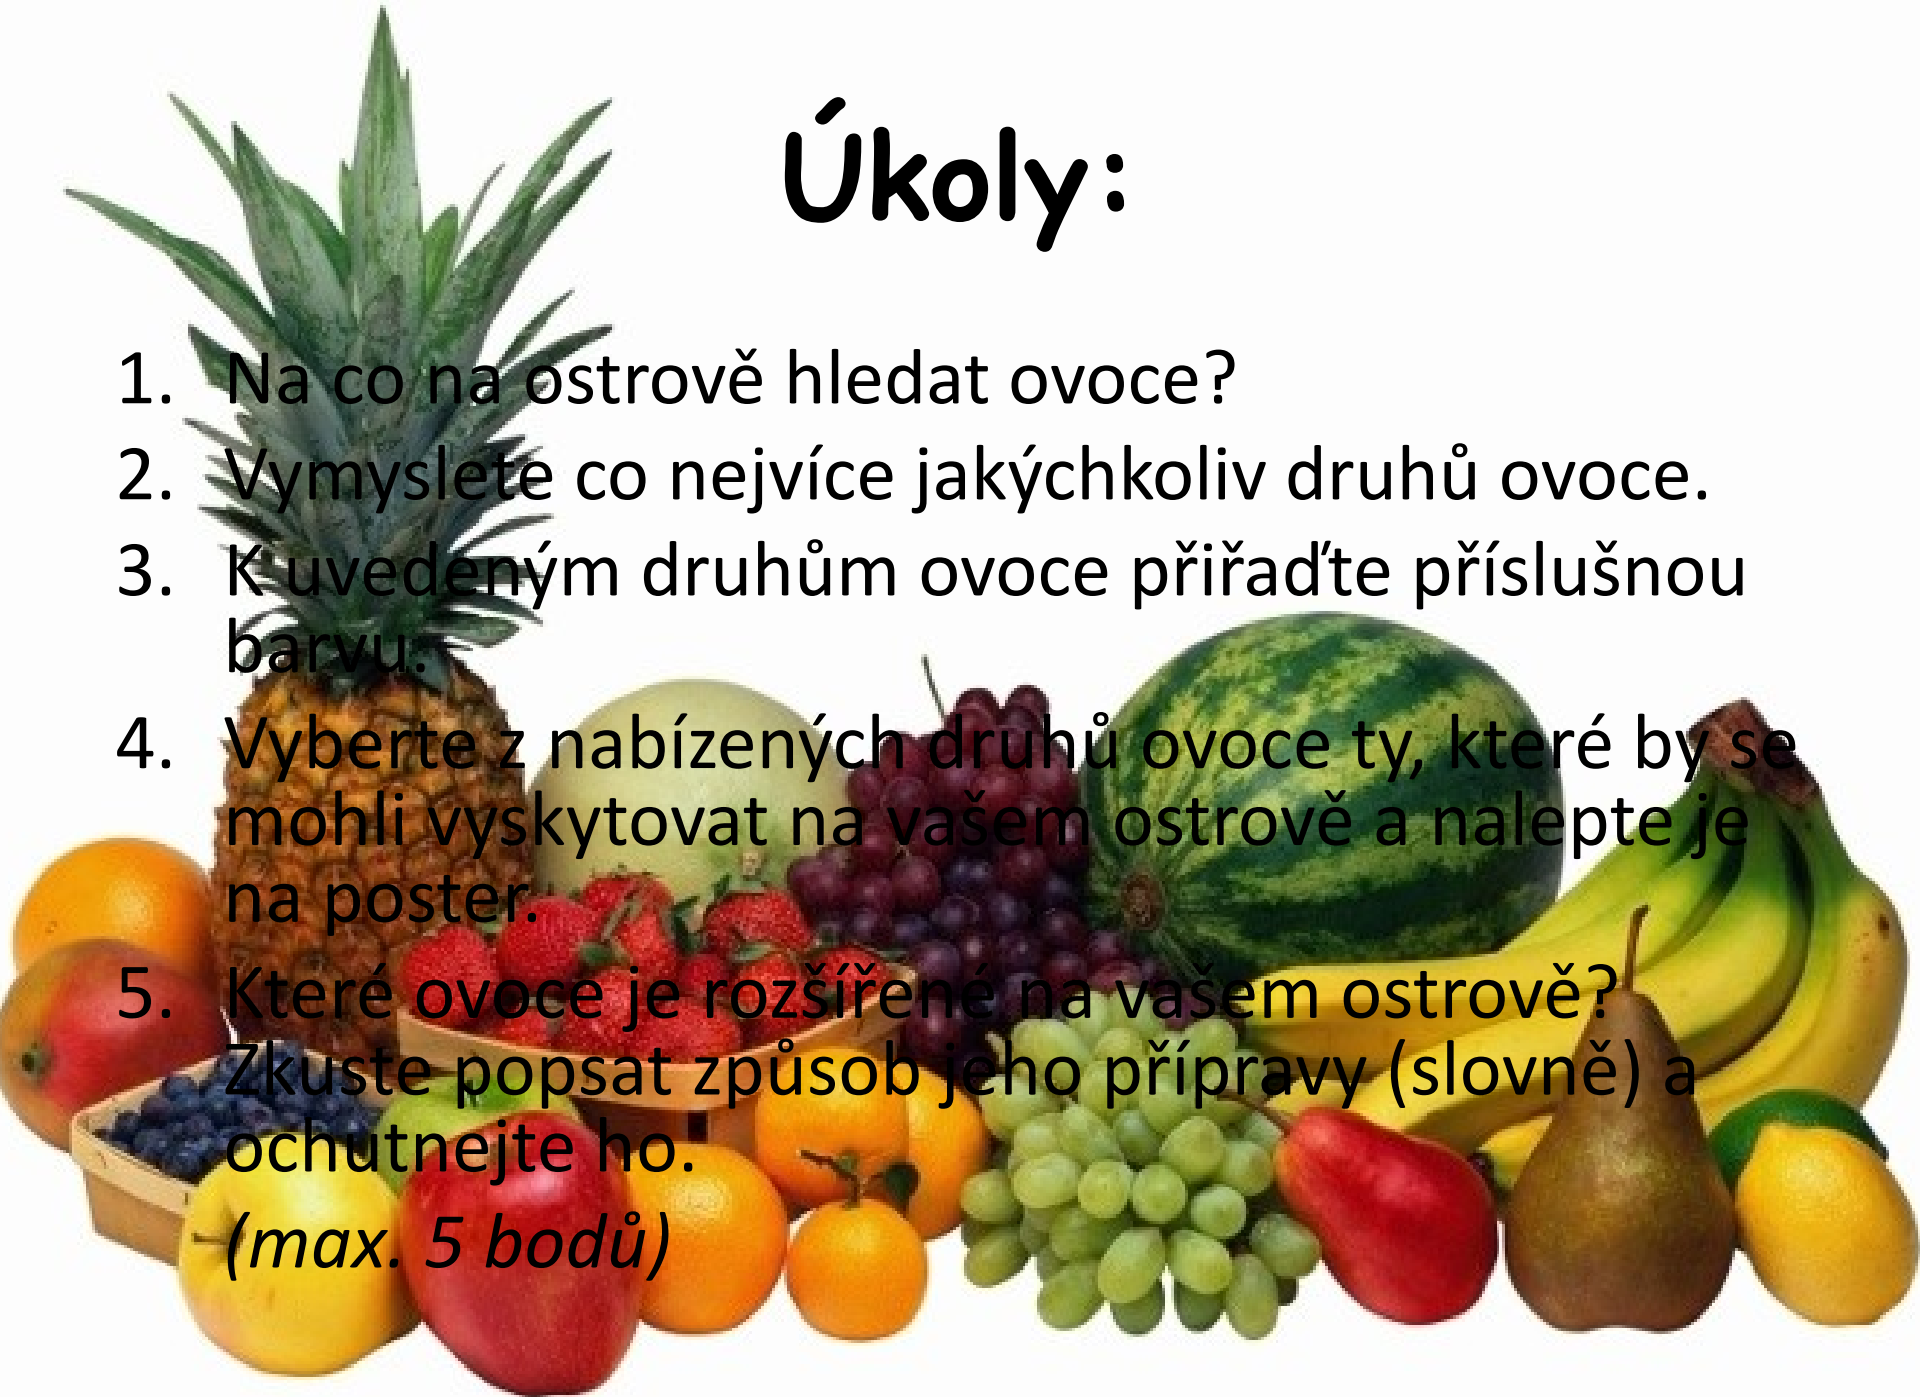 Úkoly:
1. Na co na ostrově hledat ovoce?
2. Vymyslete co nejvíce jakýchkoliv druhů ovoce.
3. K uvedeným druhům ovoce přiřaďte příslušnou
barvu.
4. Vyberte z nabízených druhů ovoce ty, které by se
mohli vyskytovat na vašem ostrově a nalepte je
na poster.
5. Které ovoce je rozšířené na vašem ostrově?
Zkuste popsat způsob jeho přípravy (slovně) a
ochutnejte ho.
(max. 5 bodů)